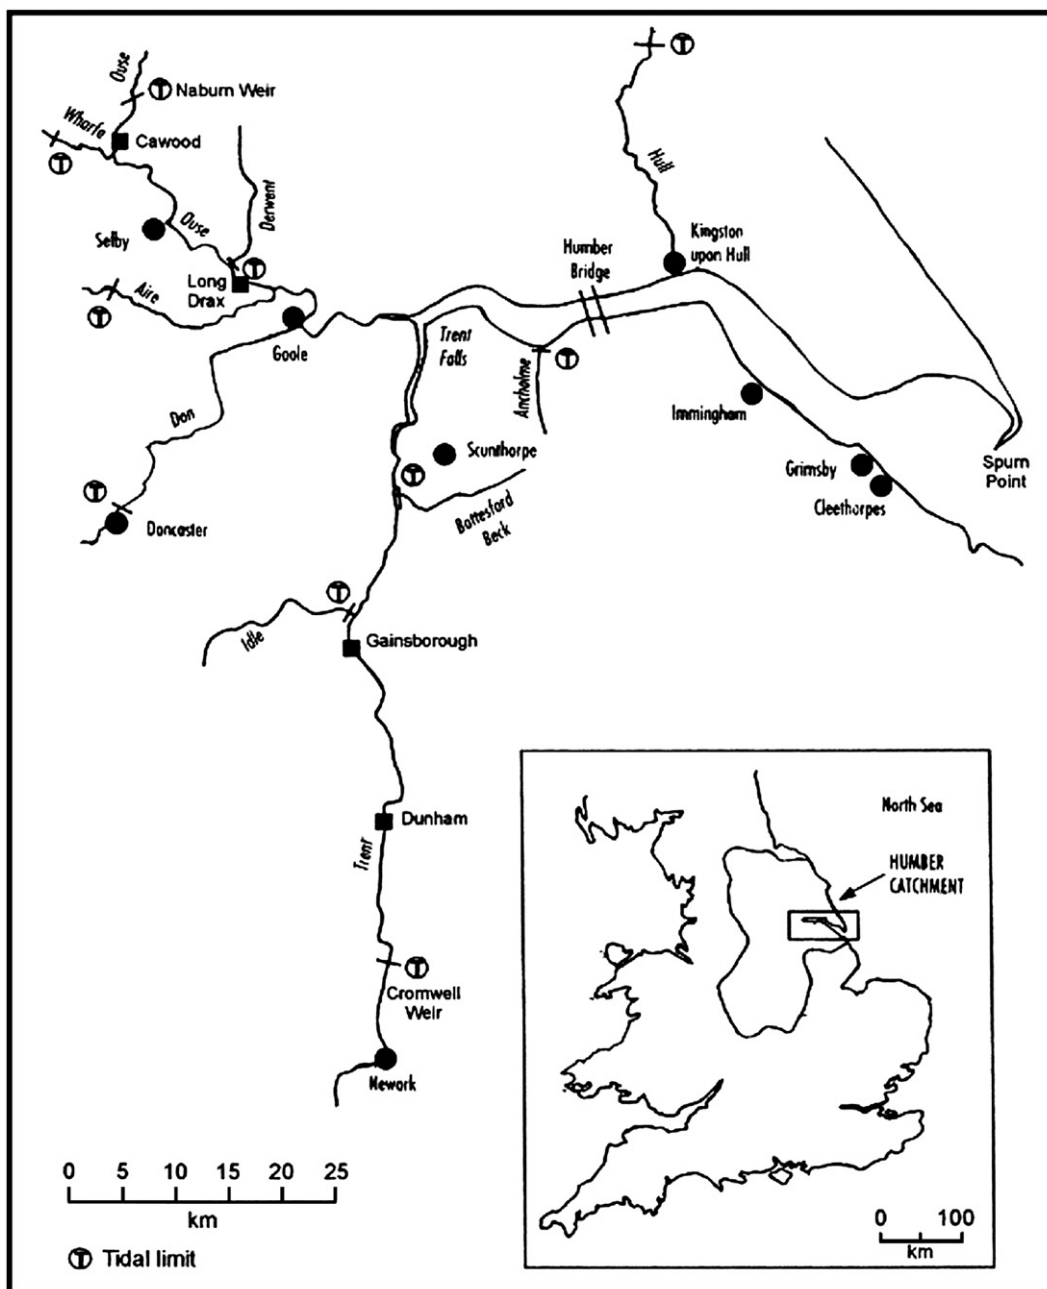 Ouse
T
Naburn Weir
T
Wharfe
Cawood
T
Derwent
Hull
Selby
Ouse
Kingston
upon Hull
Humber
Bridge
T
Long
Drax
Aire
T
Goole
Trent
Falls
Ancholme
T
Don
Immingham
Scunthorpe
T
Grimsby
Cleethorpes
Spurn
Point
T
Doncaster
Bottesford
Beck
T
Idle
Gainsborough
Dunham
Trent
T
Cromwell
Weir
Newark
North Sea
HUMBER
CATCHMENT
0 5 10 15 20 25
km
T Tidal limit
0 100
km